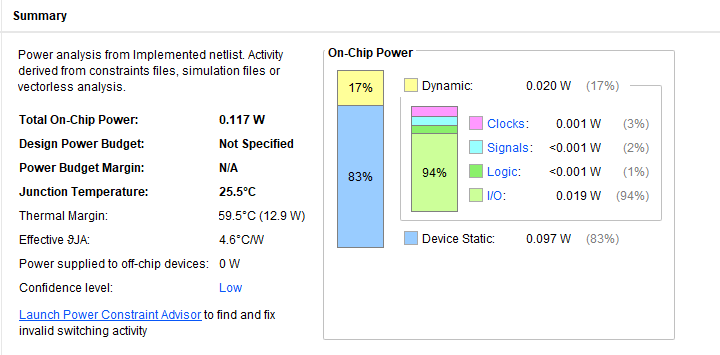 Summary
Power analysis from Implemented netlist. Activity
derived from constraints files, simulation files or
vectorless analysis.
Total On-Chip Power: 0.117 W
Design Power Budget: Not Specified
Power Budget Margin: N/A
Junction Temperature: 25.5°C
Thermal Margin: 59.5°C (12.9 W)
Effective ϑJA: 4.6°C/W
Power supplied to off-chip devices: 0 W
Confidence level: Low
Launch Power Constraint Advisor to find and fix
invalid switching activity
On-Chip Power
17%
83%
Dynamic: 0.020 W (17%)
94%
Clocks: 0.001 W (3%)
Signals: <0.001 W (2%)
Logic: <0.001 W (1%)
I/O: 0.019 W (94%)
Device Static: 0.097 W (83%)